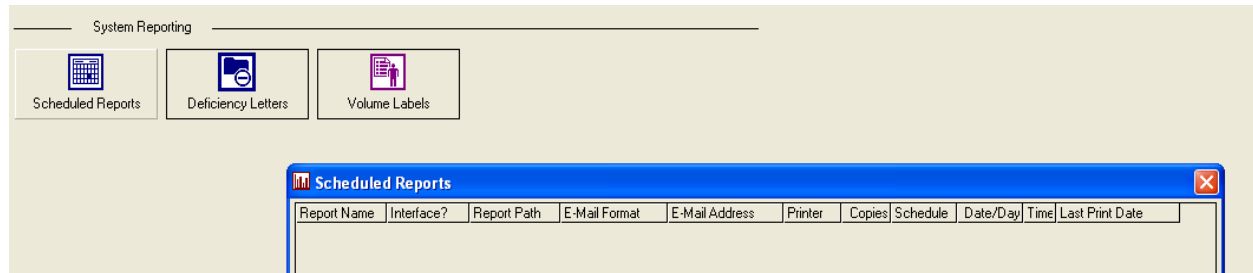 System Reporting
Scheduled Reports Deficiency Letters Volume Labels
Scheduled Reports
Report Name Interface? Report Path E-Mail Format E-Mail Address Printer Copies Schedule Date/Day Time Last Print Date